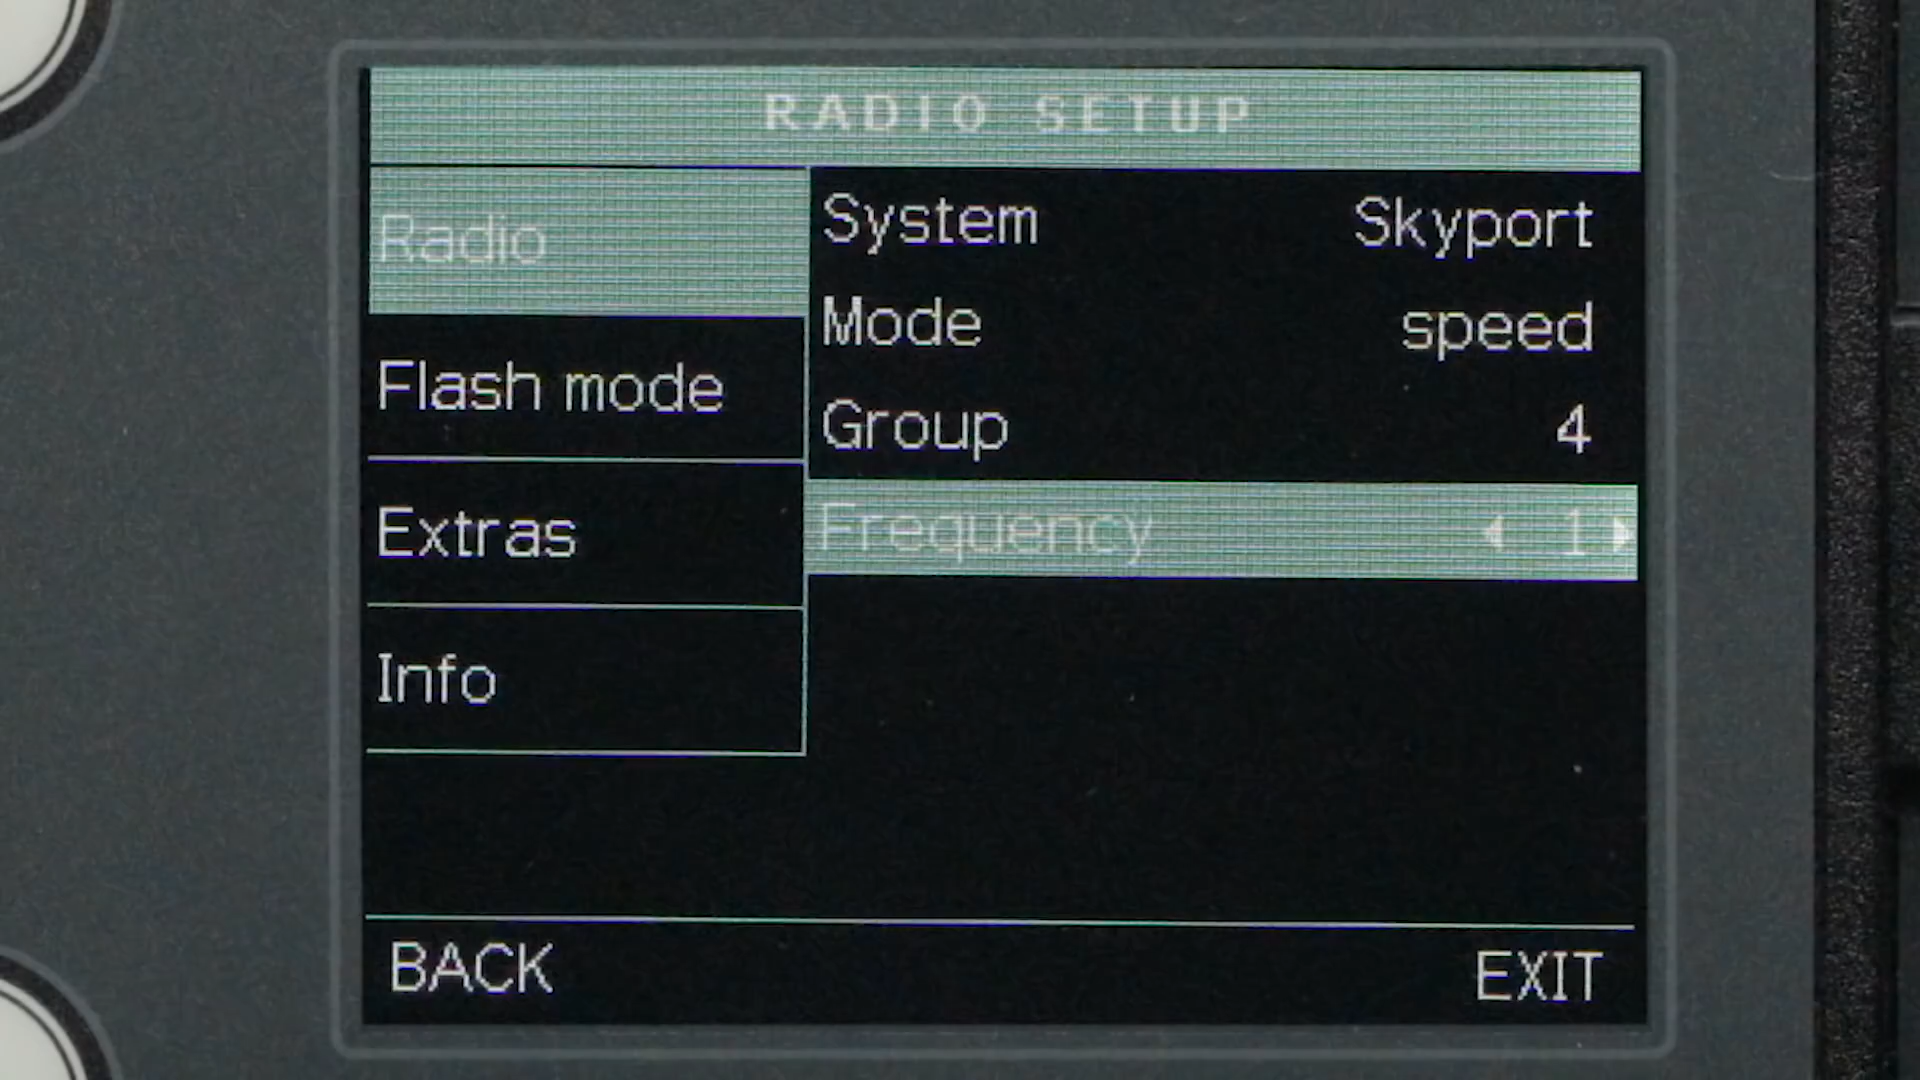 RADIO SETUP
Radio
Flash mode
Extras
Info
System Skyport
Mode speed
Group 4
Frequency ◂ 1 ▸
BACK EXIT